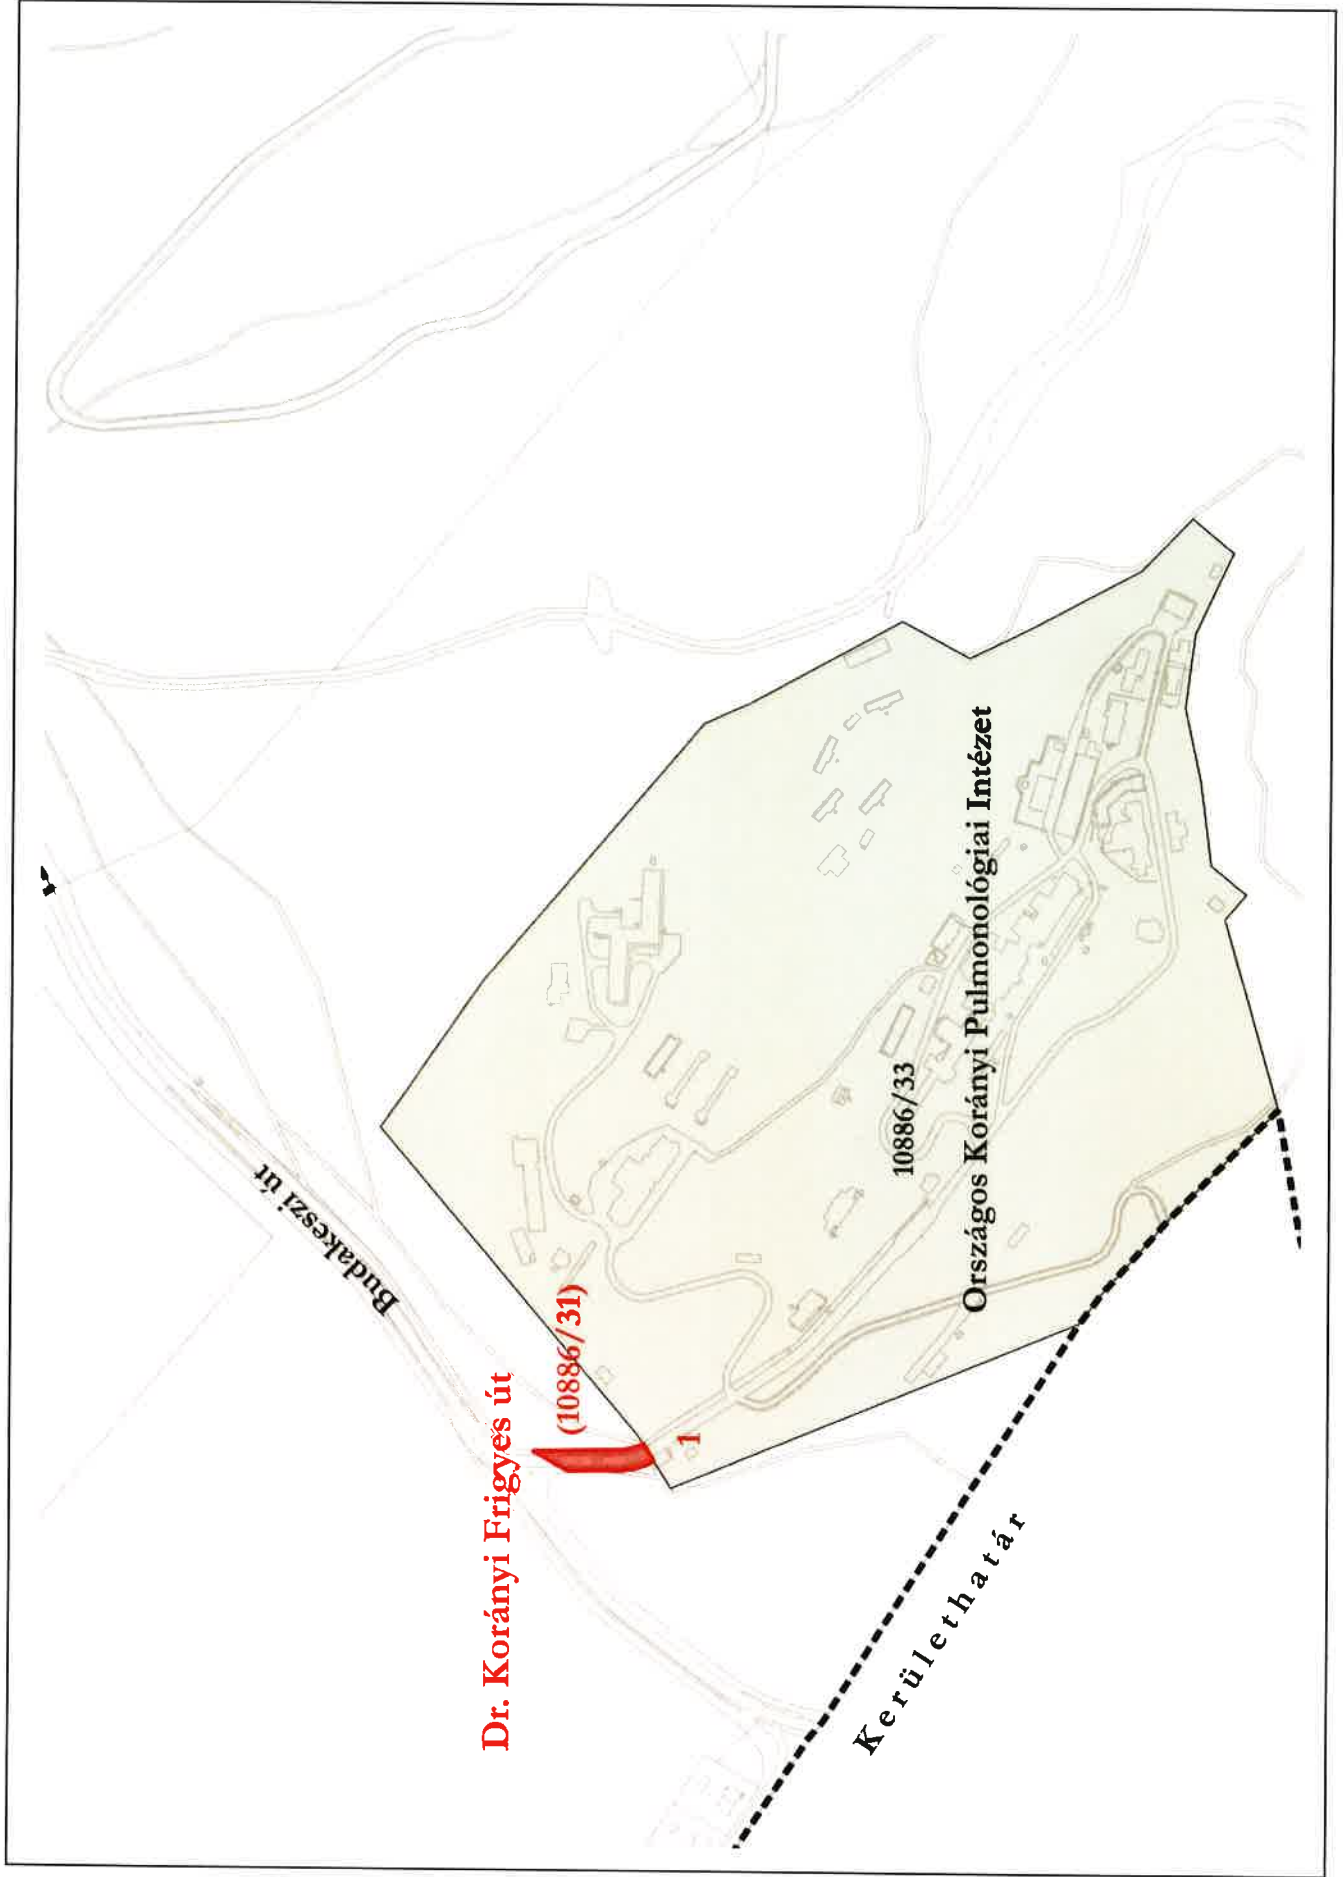 Budakeszi út
Dr. Korányi Frigyes út
(10886/31)
1
10886/33
Országos Korányi Pulmonológiai Intézet
Kerülethatár